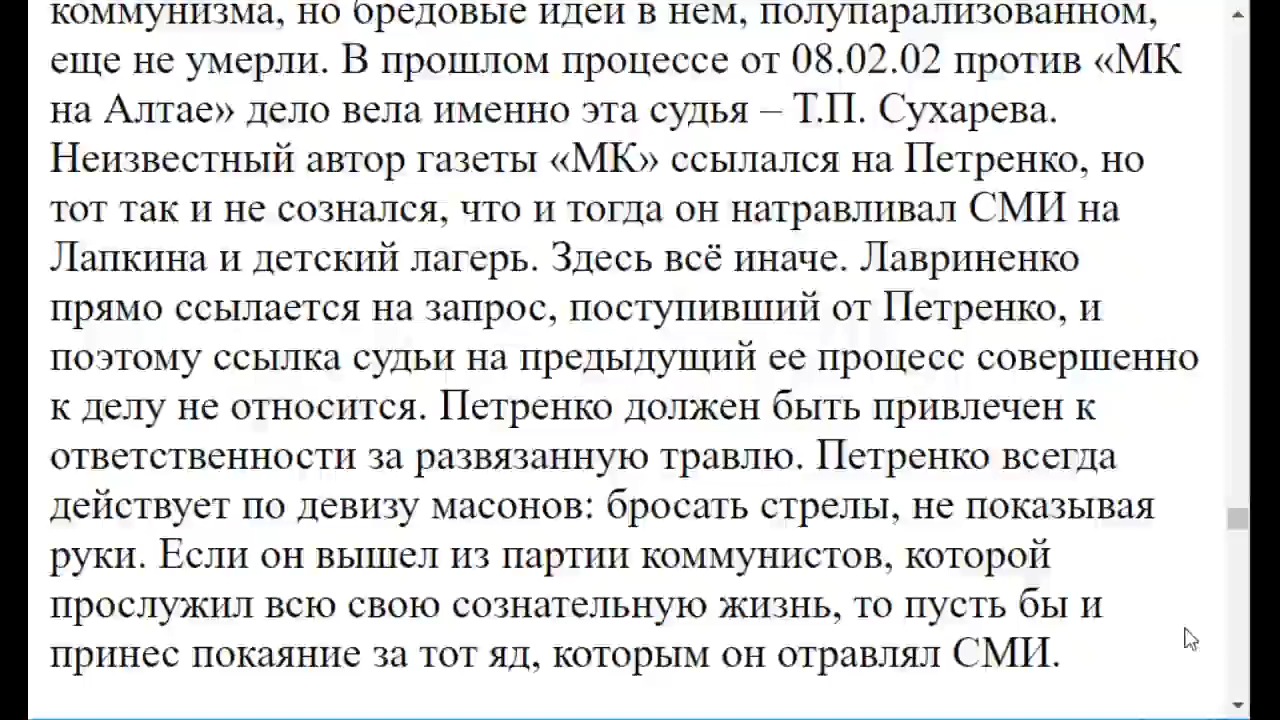 коммунизма, но бредовые идеи в нем, полупарализованном,
еще не умерли. В прошлом процессе от 08.02.02 против «МК
на Алтае» дело вела именно эта судья – Т.П. Сухарева.
Неизвестный автор газеты «МК» ссылался на Петренко, но
тот так и не сознался, что и тогда он натравливал СМИ на
Лапкина и детский лагерь. Здесь всё иначе. Лавриненко
прямо ссылается на запрос, поступивший от Петренко, и
поэтому ссылка судьи на предыдущий ее процесс совершенно
к делу не относится. Петренко должен быть привлечен к
ответственности за развязанную травлю. Петренко всегда
действует по девизу масонов: бросать стрелы, не показывая
руки. Если он вышел из партии коммунистов, которой
прослужил всю свою сознательную жизнь, то пусть бы и
принес покаяние за тот яд, которым он отравлял СМИ.